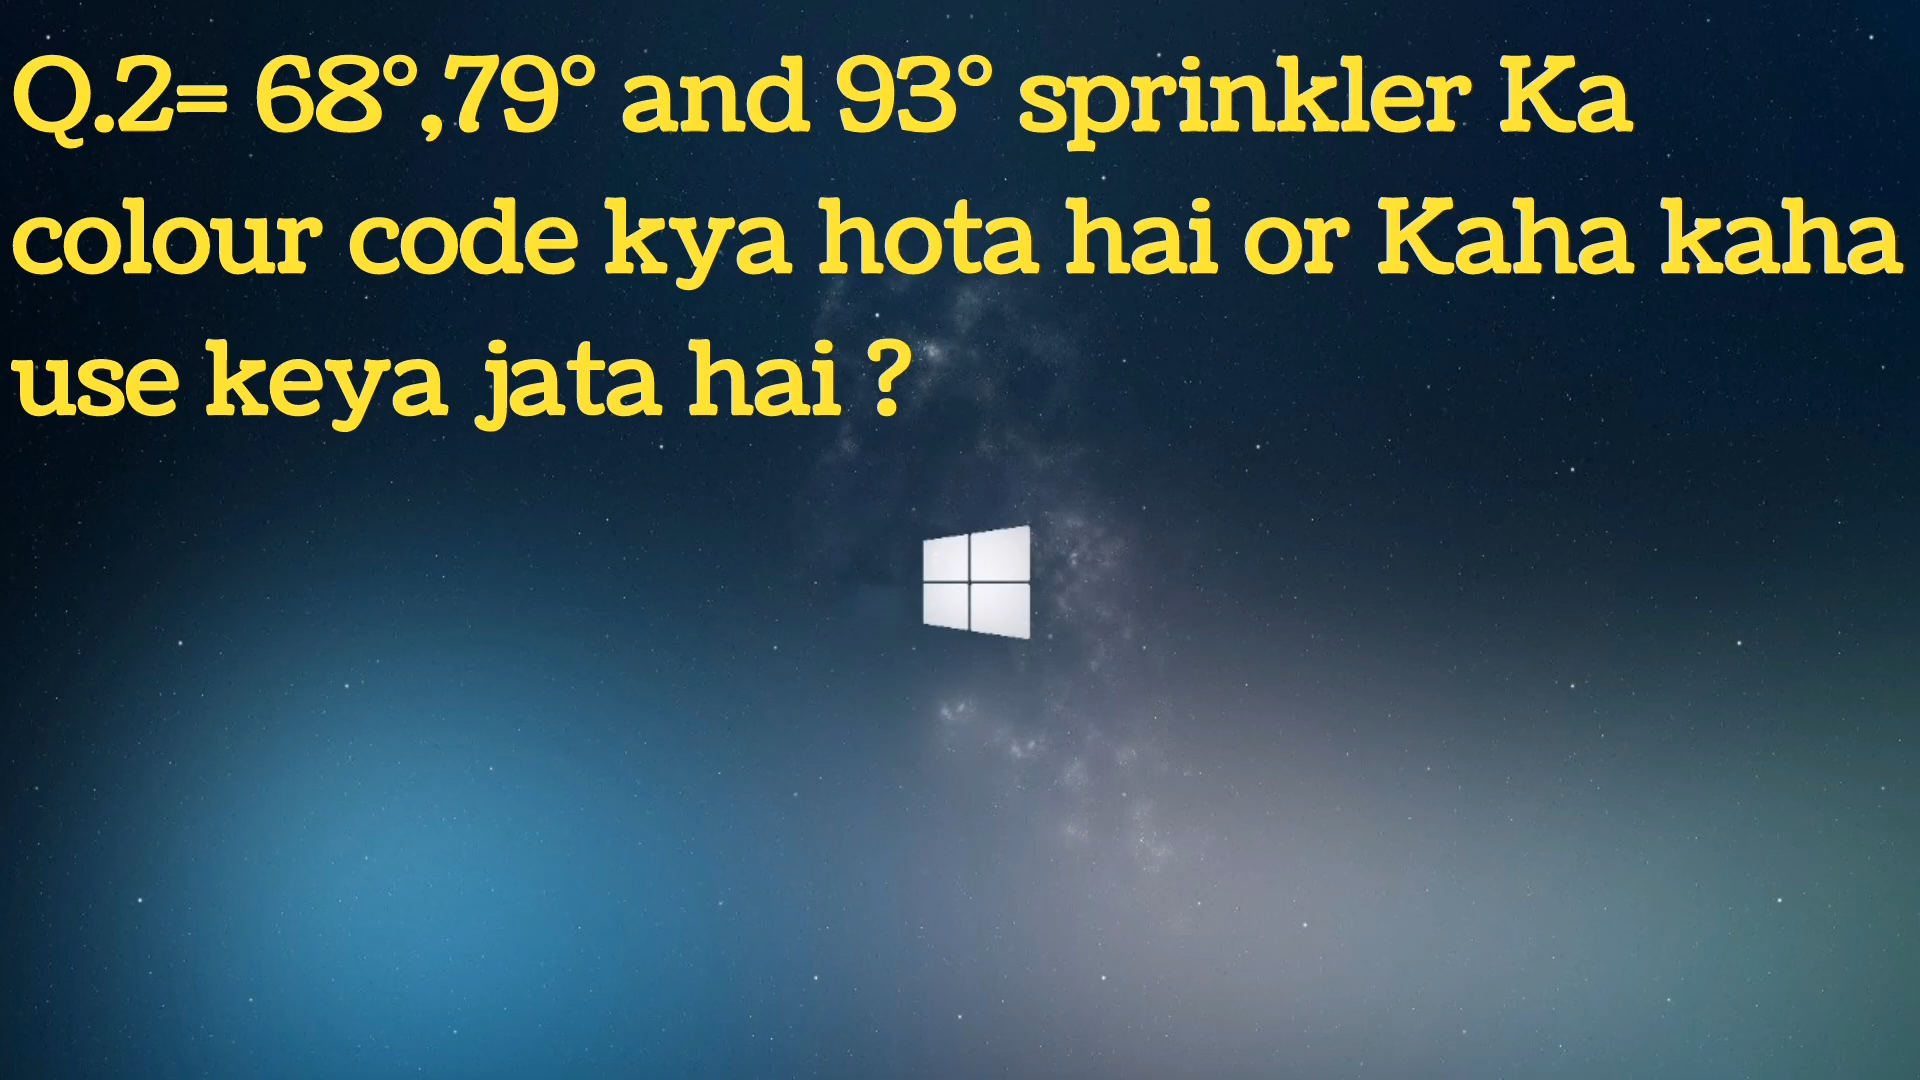 Q.2= 68°,79° and 93° sprinkler Ka
colour code kya hota hai or Kaha kaha
use keya jata hai ?